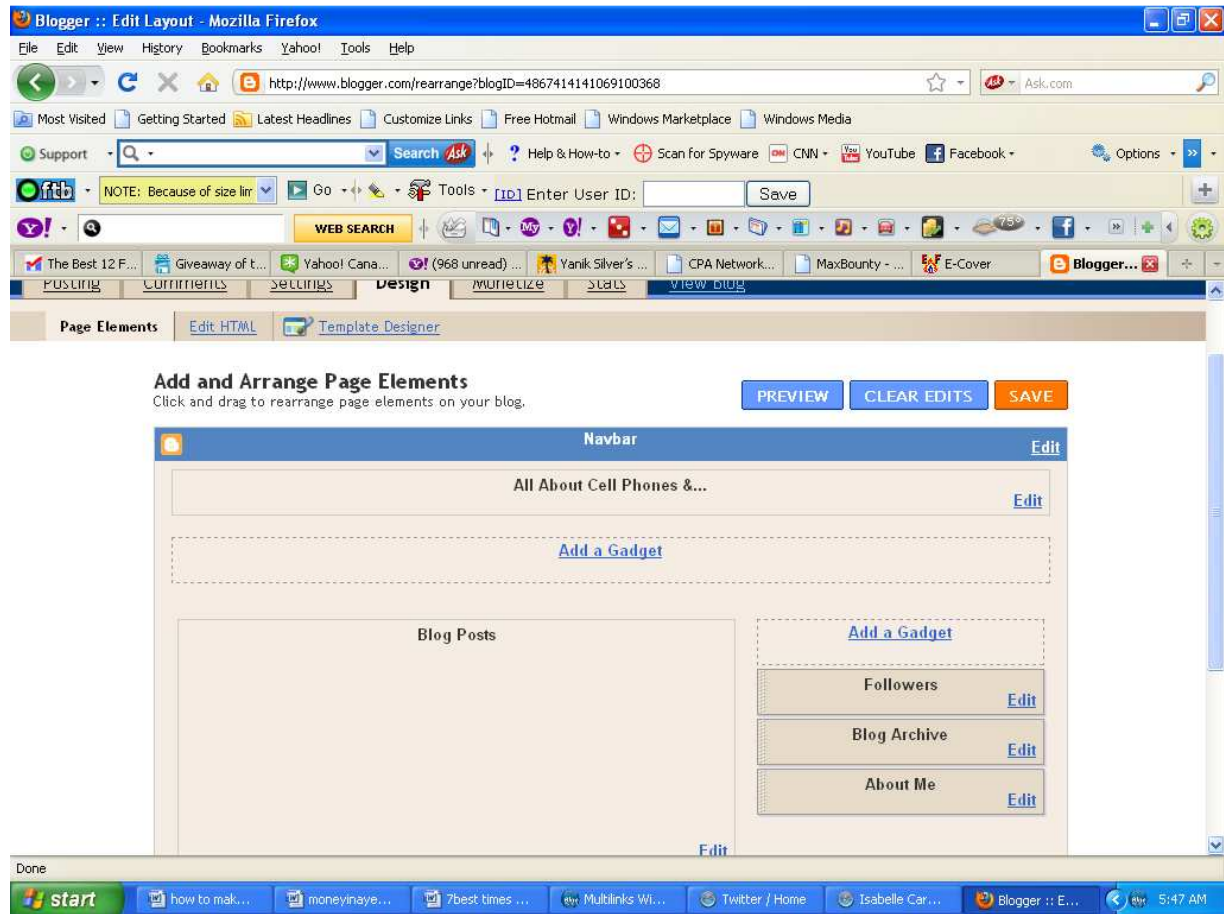 Blogger :: Edit Layout - Mozilla Firefox
File Edit View History Bookmarks Yahoo! Tools Help
http://www.blogger.com/rearrange?blogID=4867414141069100368 Ask.com
Most Visited Getting Started Latest Headlines Customize Links Free Hotmail Windows Marketplace Windows Media
Support Search Ask Help & How-to Scan for Spyware CNN YouTube Facebook Options
ftb NOTE: Because of size lim Go Tools [ID] Enter User ID: Save
Y! WEB SEARCH My Y! 75°
The Best 12 F... Giveaway of t... Yahoo! Cana... (968 unread) ... Yanik Silver's ... CPA Network... MaxBounty - ... E-Cover Blogger...
Posting Comments Settings Design Monetize Stats View Blog
Page Elements Edit HTML Template Designer
Add and Arrange Page Elements
Click and drag to rearrange page elements on your blog.
PREVIEW CLEAR EDITS SAVE
Navbar
Edit
All About Cell Phones &...
Edit
Add a Gadget
Blog Posts
Edit
Add a Gadget
Followers
Edit
Blog Archive
Edit
About Me
Edit
Done
start how to mak... moneyinaye... 7best times ... Multilinks Wi... Twitter / Home Isabelle Car... Blogger :: E... 5:47 AM